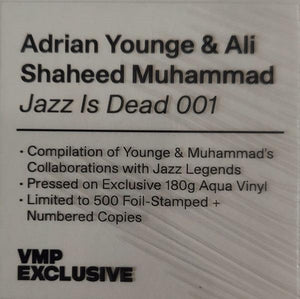 Adrian Younge & Ali
Shaheed Muhammad
Jazz Is Dead 001
· Compilation of Younge & Muhammad's
Collaborations with Jazz Legends
· Pressed on Exclusive 180g Aqua Vinyl
· Limited to 500 Foil-Stamped +
Numbered Copies
VMP
EXCLUSIVE